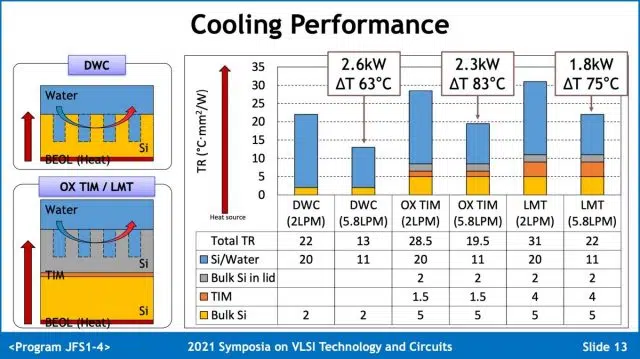 Cooling Performance
DWC
Water
Si
BEOL (Heat)
OX TIM / LMT
Water
Si
TIM
Si
BEOL (Heat)
2.6kW
ΔT 63°C
2.3kW
ΔT 83°C
1.8kW
ΔT 75°C
TR (°C·mm²/W)
35
30
25
20
15
10
5
0
Heat source
DWC (2LPM) DWC (5.8LPM) OX TIM (2LPM) OX TIM (5.8LPM) LMT (2LPM) LMT (5.8LPM)
Total TR 22 13 28.5 19.5 31 22
Si/Water 20 11 20 11 20 11
Bulk Si in lid 2 2 2 2
TIM 1.5 1.5 4 4
Bulk Si 2 2 5 5 5 5
<Program JFS1-4> 2021 Symposia on VLSI Technology and Circuits Slide 13